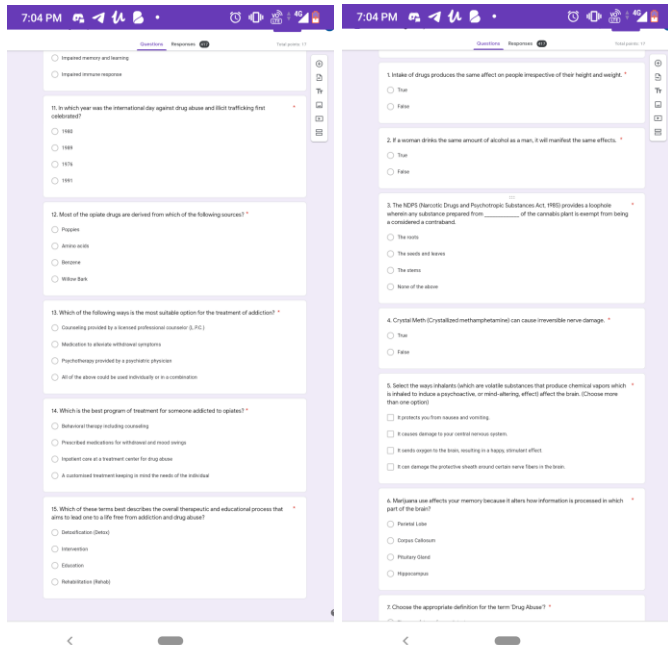 7:04 PM
4G
Questions Responses
Total points: 17
Impaired memory and learning
Impaired immune response
11. In which year was the international day against drug abuse and illicit trafficking first
celebrated? *
1988
1989
1976
1991
12. Most of the opiate drugs are derived from which of the following sources? *
Poppies
Amino acids
Benzene
Willow Bark
13. Which of the following ways is the most suitable option for the treatment of addiction? *
Counseling provided by a licensed professional counselor (L.P.C.)
Medication to alleviate withdrawal symptoms
Psychotherapy provided by a psychiatric physician
All of the above could be used individually or in a combination
14. Which is the best program of treatment for someone addicted to opiates? *
Behavioral therapy including counseling
Prescribed medications for withdrawal and mood swings
Inpatient care at a treatment center for drug abuse
A customised treatment keeping in mind the needs of the individual
15. Which of these terms best describes the overall therapeutic and educational process that
aims to lead one to a life free from addiction and drug abuse? *
Detoxification (Detox)
Intervention
Education
Rehabilitation (Rehab)
7:04 PM
4G
Questions Responses
Total points: 17
1. Intake of drugs produces the same affect on people irrespective of their height and weight. *
True
False
2. If a woman drinks the same amount of alcohol as a man, it will manifest the same effects. *
True
False
3. The NDPS (Narcotic Drugs and Psychotropic Substances Act, 1985) provides a loophole
wherein any substance prepared from ____________ of the cannabis plant is exempt from being
a considered a contraband. *
The roots
The seeds and leaves
The stems
None of the above
4. Crystal Meth (Crystallized methamphetamine) can cause irreversible nerve damage. *
True
False
5. Select the ways inhalants (which are volatile substances that produce chemical vapors which
is inhaled to induce a psychoactive, or mind-altering, effect) affect the brain. (Choose more
than one option) *
It protects you from nausea and vomiting.
It causes damage to your central nervous system.
It sends oxygen to the brain, resulting in a happy, stimulant effect
It can damage the protective sheath around certain nerve fibers in the brain.
6. Marijuana use affects your memory because it alters how information is processed in which
part of the brain? *
Parietal Lobe
Corpus Callosum
Pituitary Gland
Hippocampus
7. Choose the appropriate definition for the term 'Drug Abuse'? *